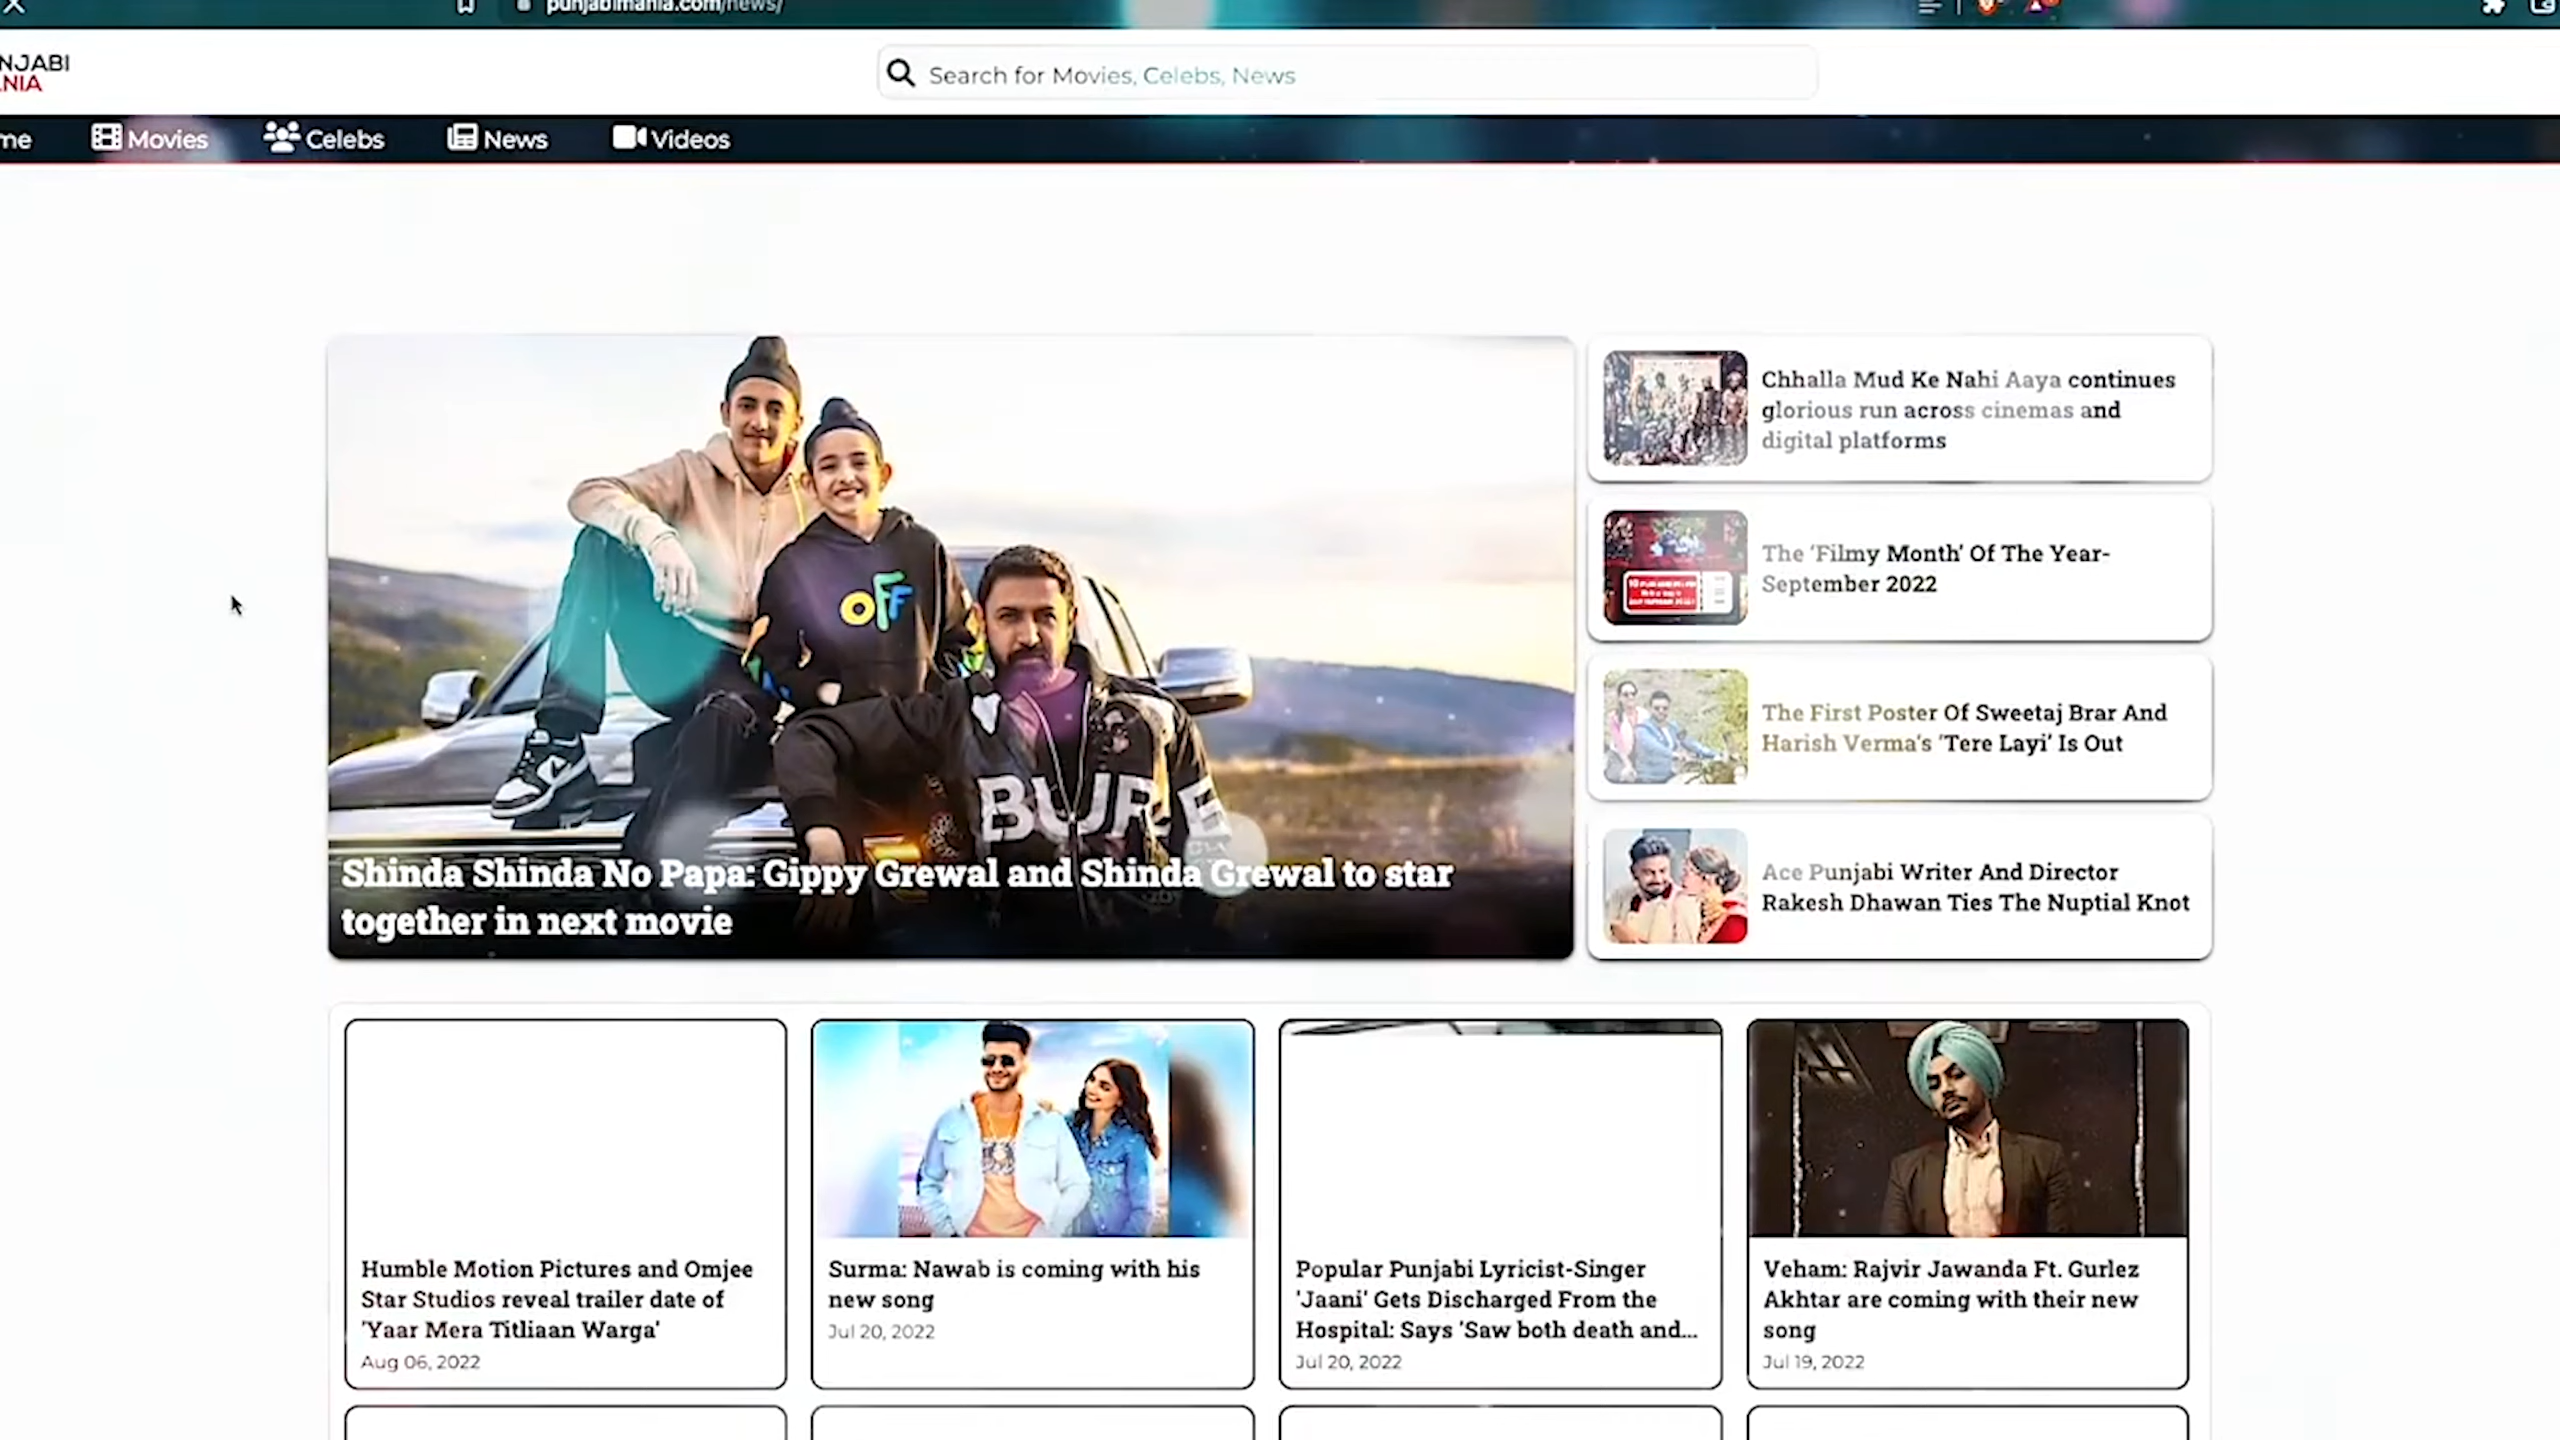 punjabimania.com/news/
NJABI
NIA
Search for Movies, Celebs, News
me
Movies
Celebs
News
Videos
OFF
BUR
Shinda Shinda No Papa: Gippy Grewal and Shinda Grewal to star
together in next movie
Chhalla Mud Ke Nahi Aaya continues
glorious run across cinemas and
digital platforms
The 'Filmy Month' Of The Year-
September 2022
The First Poster Of Sweetaj Brar And
Harish Verma's 'Tere Layi' Is Out
Ace Punjabi Writer And Director
Rakesh Dhawan Ties The Nuptial Knot
Humble Motion Pictures and Omjee
Star Studios reveal trailer date of
'Yaar Mera Titliaan Warga'
Aug 06, 2022
Surma: Nawab is coming with his
new song
Jul 20, 2022
Popular Punjabi Lyricist-Singer
'Jaani' Gets Discharged From the
Hospital: Says 'Saw both death and...
Jul 20, 2022
Veham: Rajvir Jawanda Ft. Gurlez
Akhtar are coming with their new
song
Jul 19, 2022